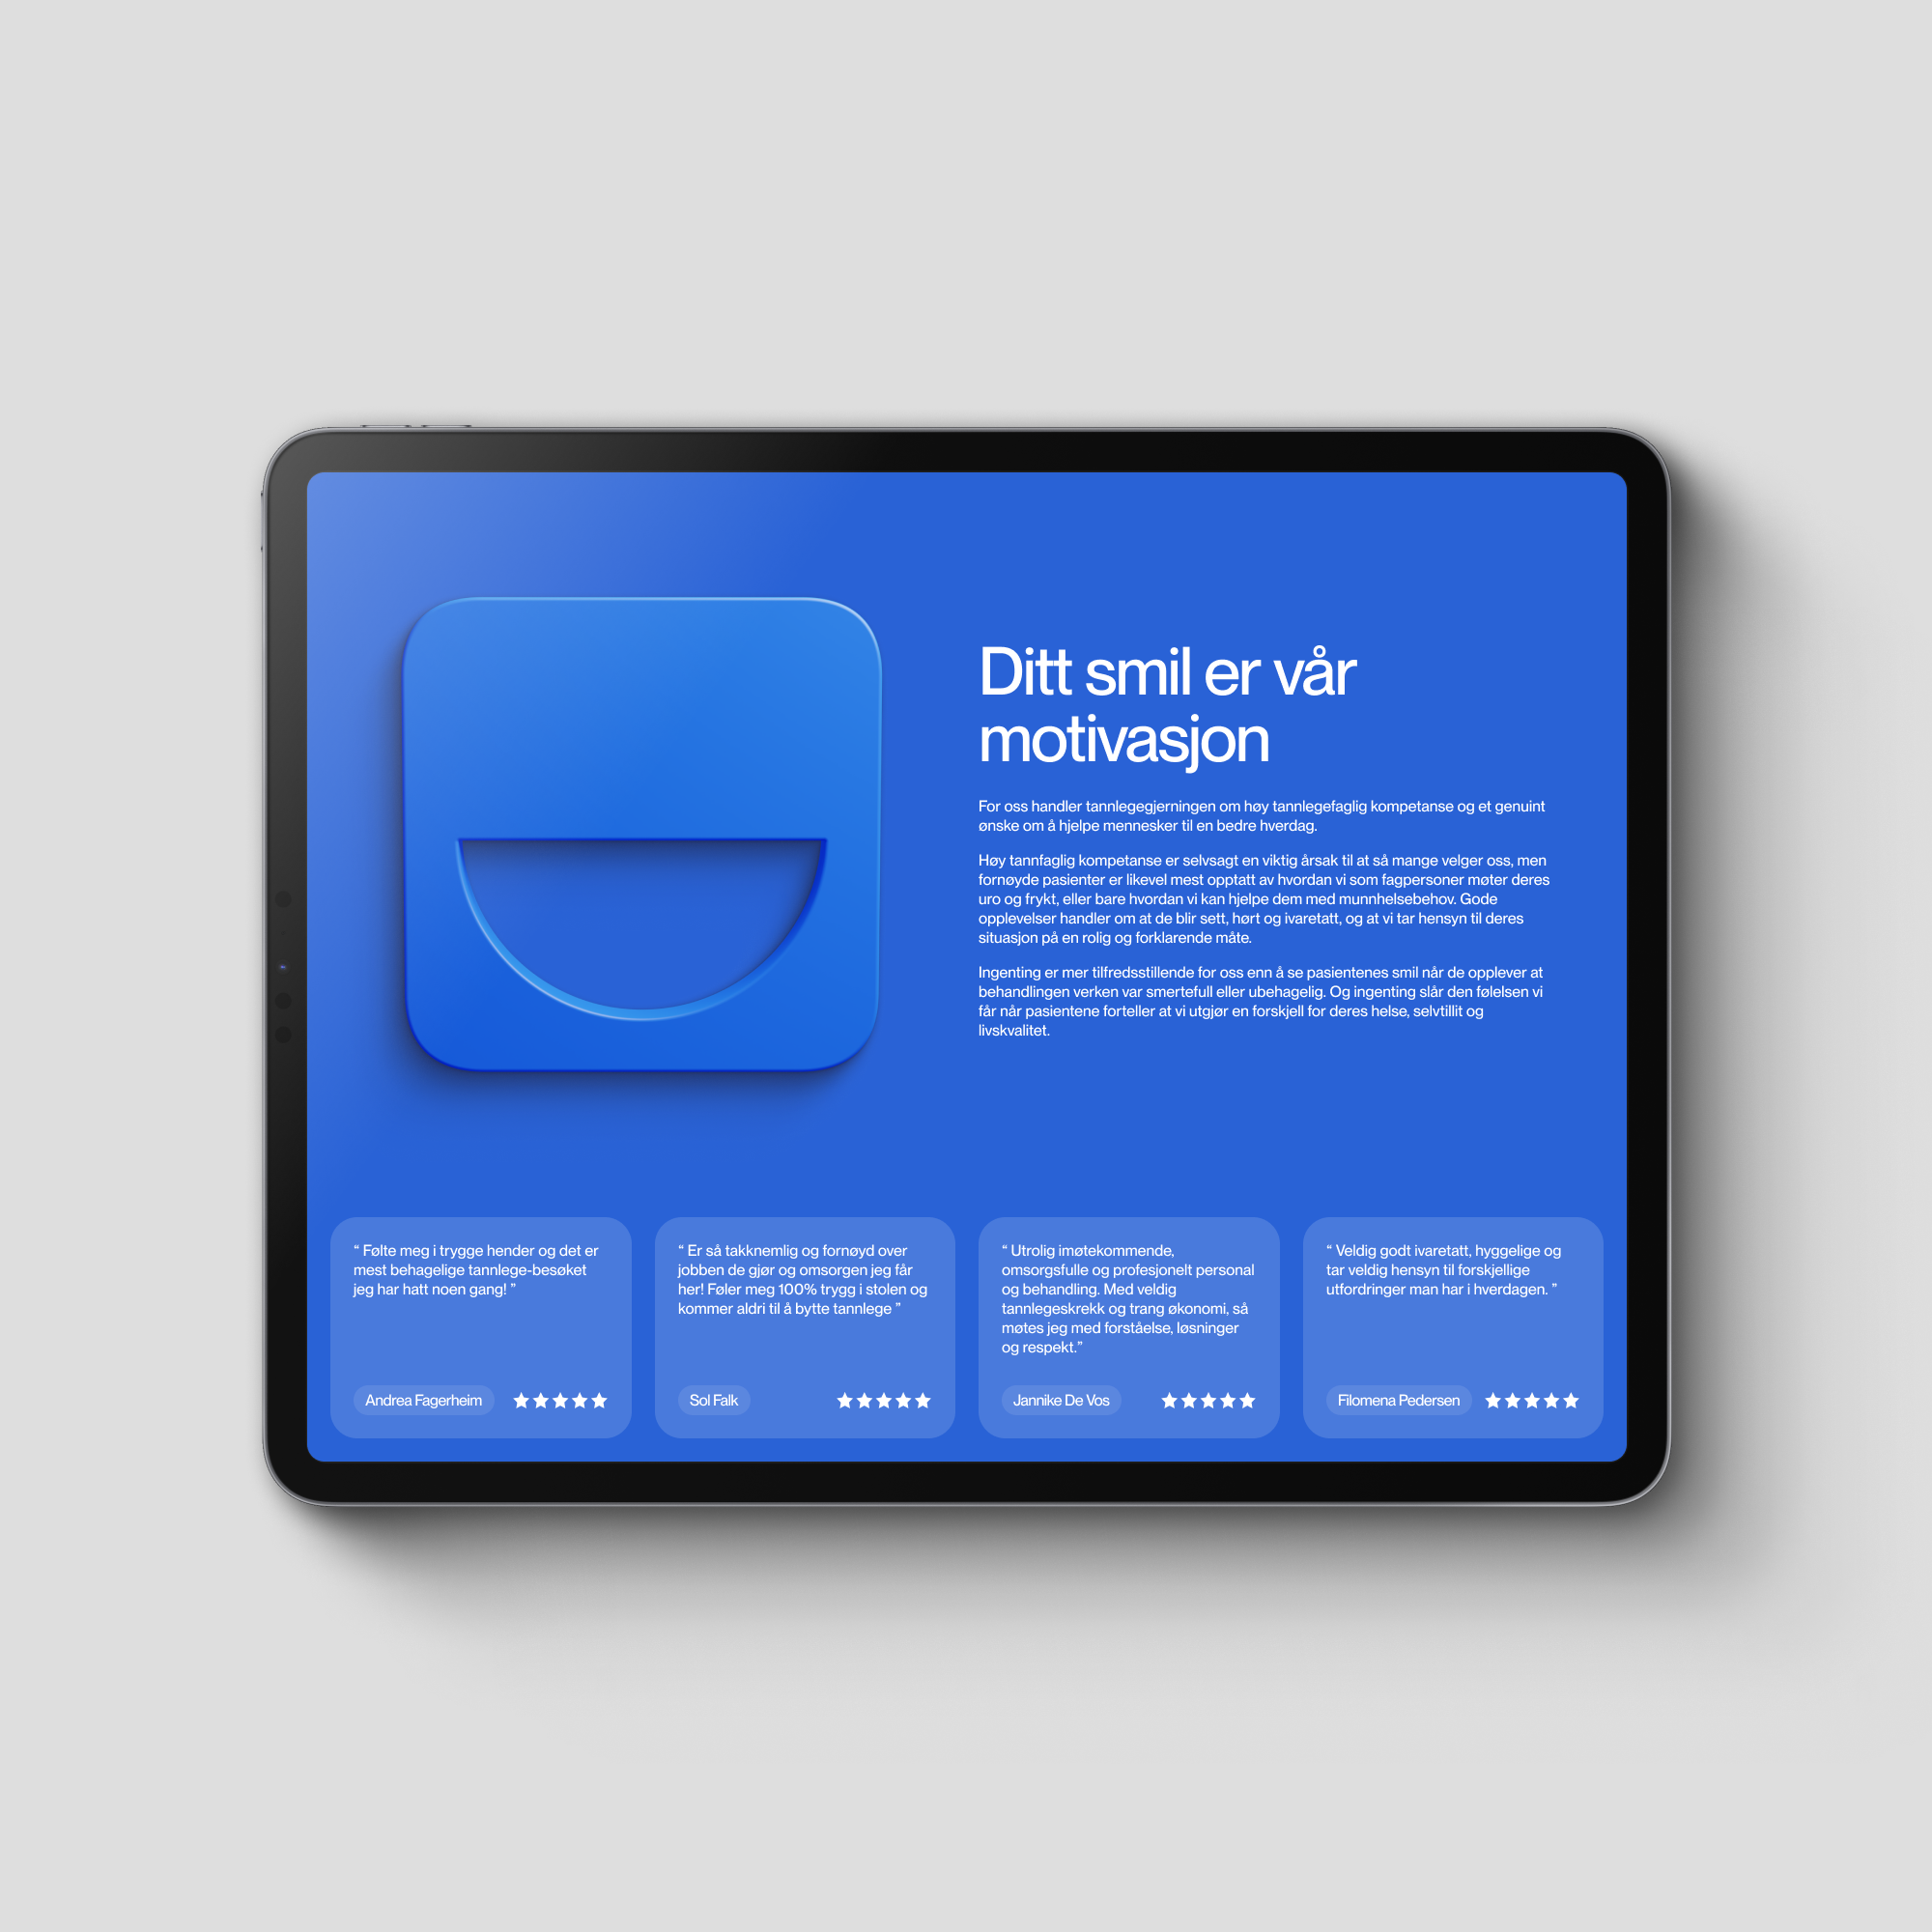 Ditt smil er vår
motivasjon
For oss handler tannlegegjerningen om høy tannlegefaglig kompetanse og et genuint
ønske om å hjelpe mennesker til en bedre hverdag.
Høy tannfaglig kompetanse er selvsagt en viktig årsak til at så mange velger oss, men
fornøyde pasienter er likevel mest opptatt av hvordan vi som fagpersoner møter deres
uro og frykt, eller bare hvordan vi kan hjelpe dem med munnhelsebehov. Gode
opplevelser handler om at de blir sett, hørt og ivaretatt, og at vi tar hensyn til deres
situasjon på en rolig og forklarende måte.
Ingenting er mer tilfredsstillende for oss enn å se pasientenes smil når de opplever at
behandlingen verken var smertefull eller ubehagelig. Og ingenting slår den følelsen vi
får når pasientene forteller at vi utgjør en forskjell for deres helse, selvtillit og
livskvalitet.
“ Følte meg i trygge hender og det er
mest behagelige tannlege-besøket
jeg har hatt noen gang! ”
Andrea Fagerheim
“ Er så takknemlig og fornøyd over
jobben de gjør og omsorgen jeg får
her! Føler meg 100% trygg i stolen og
kommer aldri til å bytte tannlege ”
Sol Falk
“ Utrolig imøtekommende,
omsorgsfulle og profesjonelt personal
og behandling. Med veldig
tannlegeskrekk og trang økonomi, så
møtes jeg med forståelse, løsninger
og respekt.”
Jannike De Vos
“ Veldig godt ivaretatt, hyggelige og
tar veldig hensyn til forskjellige
utfordringer man har i hverdagen. ”
Filomena Pedersen